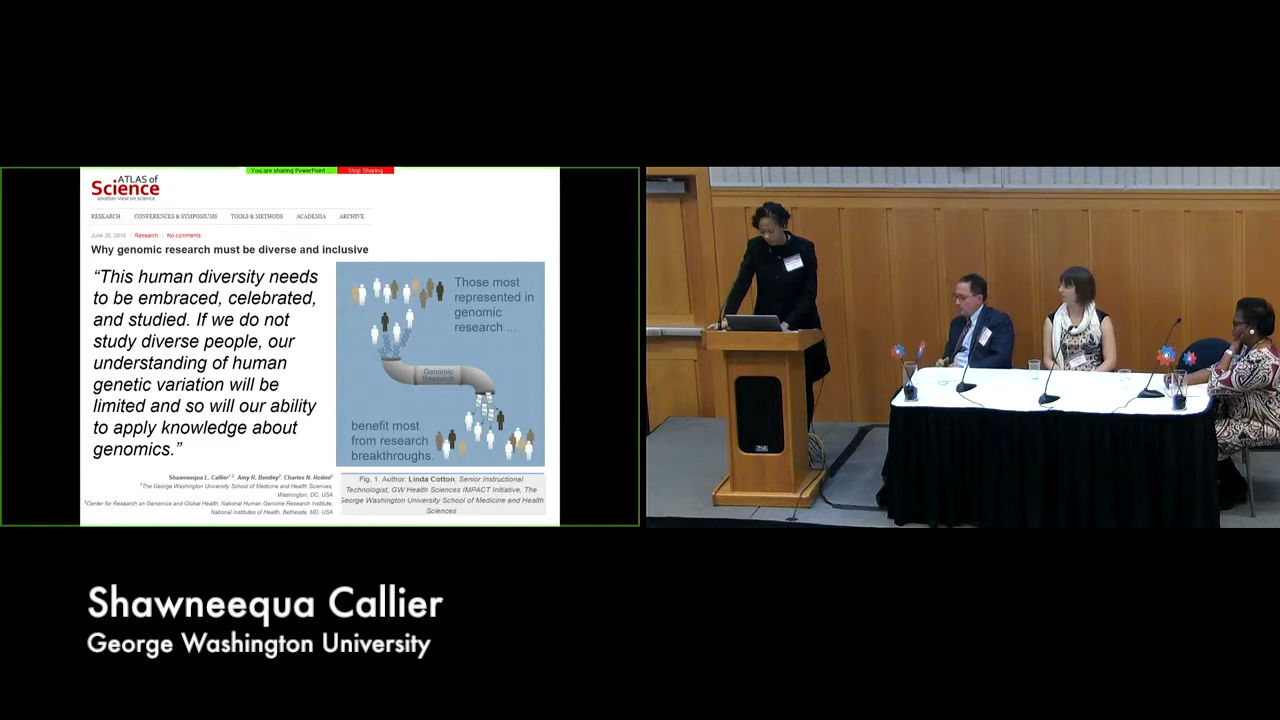 You are sharing PowerPoint ...
Stop Sharing
ATLAS of
Science
another view on science
RESEARCH CONFERENCES & SYMPOSIUMS TOOLS & METHODS ACADEMIA ARCHIVE
Research No comments
Why genomic research must be diverse and inclusive
“This human diversity needs
to be embraced, celebrated,
and studied. If we do not
study diverse people, our
understanding of human
genetic variation will be
limited and so will our ability
to apply knowledge about
genomics.”
Those most
represented in
genomic
research ...
Genomic
Research
benefit most
from research
breakthroughs.
Shawneequa L. Callier1,2, Amy R. Bentley2, Charles N. Rotimi2
1The George Washington University School of Medicine and Health Sciences,
Washington, DC, USA
2Center for Research on Genomics and Global Health, National Human Genome Research Institute,
National Institutes of Health, Bethesda, MD, USA
Fig. 1. Author: Linda Cotton, Senior Instructional
Technologist, GW Health Sciences IMPACT Initiative, The
George Washington University School of Medicine and Health
Sciences
Shawneequa Callier
George Washington University